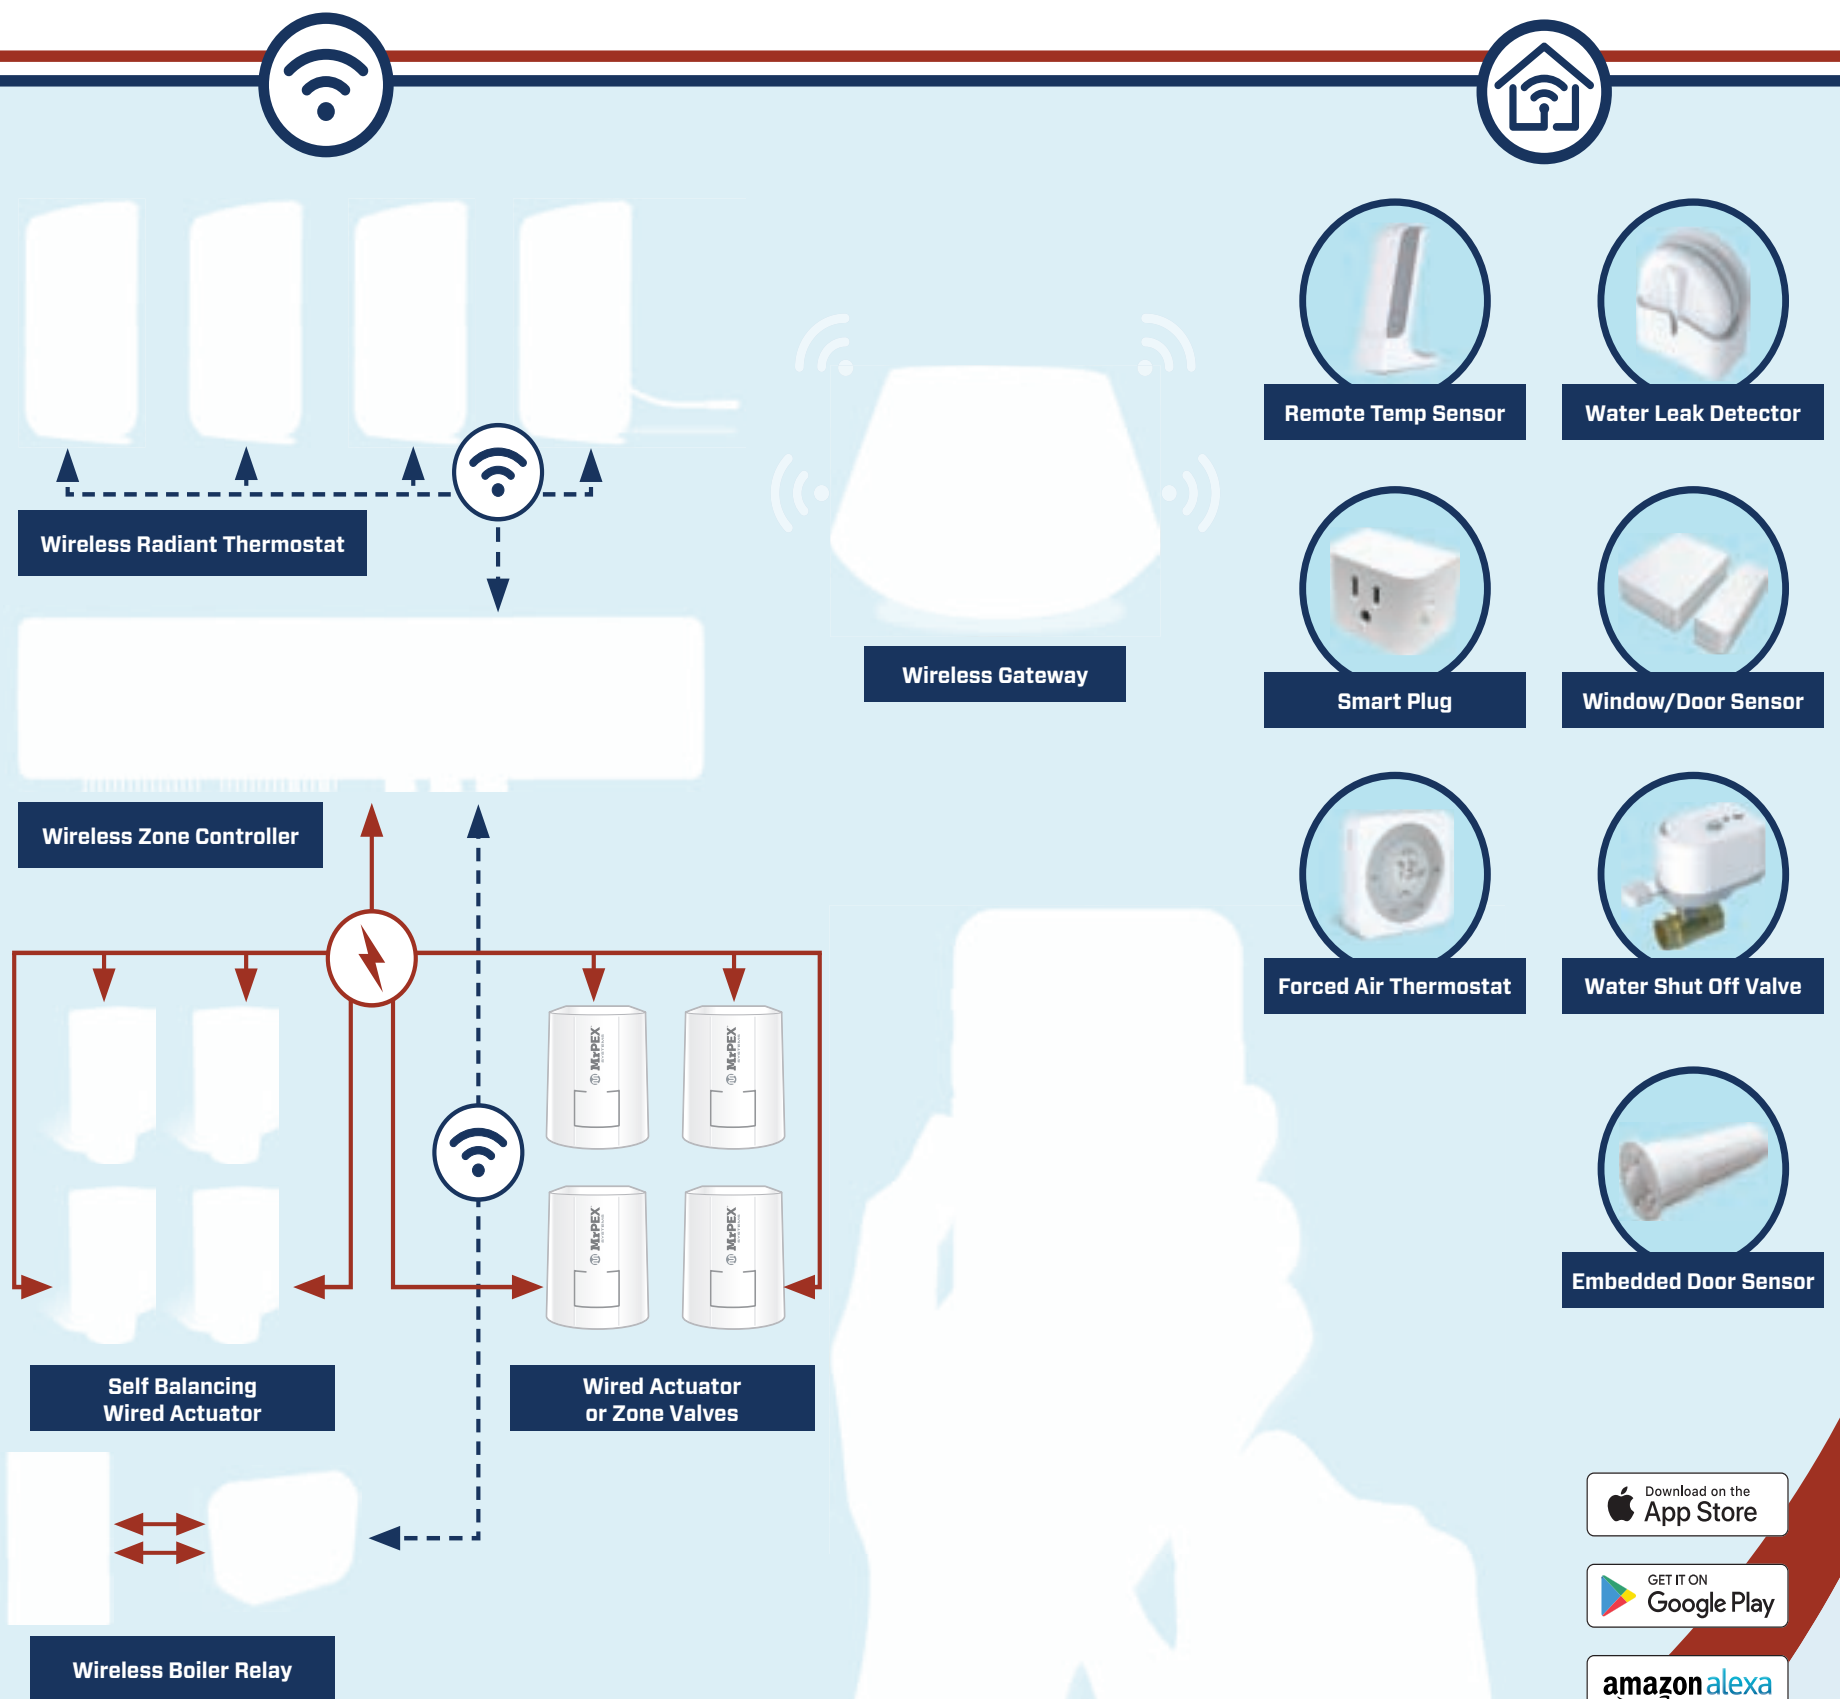 Remote Temp Sensor
Water Leak Detector
Wireless Radiant Thermostat
Wireless Gateway
Smart Plug
Window/Door Sensor
Wireless Zone Controller
Forced Air Thermostat
Water Shut Off Valve
MrPEX
MrPEX
MrPEX
MrPEX
Embedded Door Sensor
Self Balancing
Wired Actuator
Wired Actuator
or Zone Valves
Download on the
App Store
GET IT ON
Google Play
Wireless Boiler Relay
amazon alexa